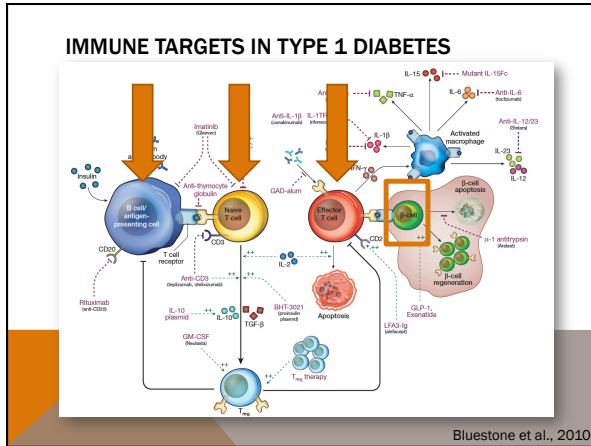 IMMUNE TARGETS IN TYPE 1 DIABETES
IL-15
Mutant IL-15Fc
TNF-α
IL-6
Anti-IL-6
(toclizumab)
Imatinib
(Gleevec)
Anti-IL-1β
(canakinumab)
IL-1β
Activated
macrophage
Anti-IL-12/23
(Stelara)
IL-23
IL-12
Insulin
IFN-γ
GAD-alum
β-cell
apoptosis
Anti-thymocyte
globulin
B cell/
antigen-
presenting cell
Naive
T cell
Effector
T cell
β-cell
CD20
T cell
receptor
CD3
CD2
++
α-1 antitrypsin
(Aralast)
β-cell
regeneration
++
IL-2
++
Anti-CD3
(teplizumab, otelixizumab)
++
++
Rituximab
(anti-CD20)
Apoptosis
GLP-1,
Exenatide
IL-10
plasmid
++
IL-10
TGF-β
BHT-3021
(proinsulin
plasmid)
++
LFA3-Ig
(alefacept)
GM-CSF
(Neulasta)
++
++
Treg therapy
Treg
Bluestone et al., 2010